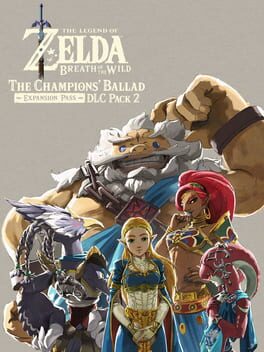 THE LEGEND OF
ZELDA
BREATH OF THE WILD
THE CHAMPIONS' BALLAD
EXPANSION PASS
DLC PACK 2